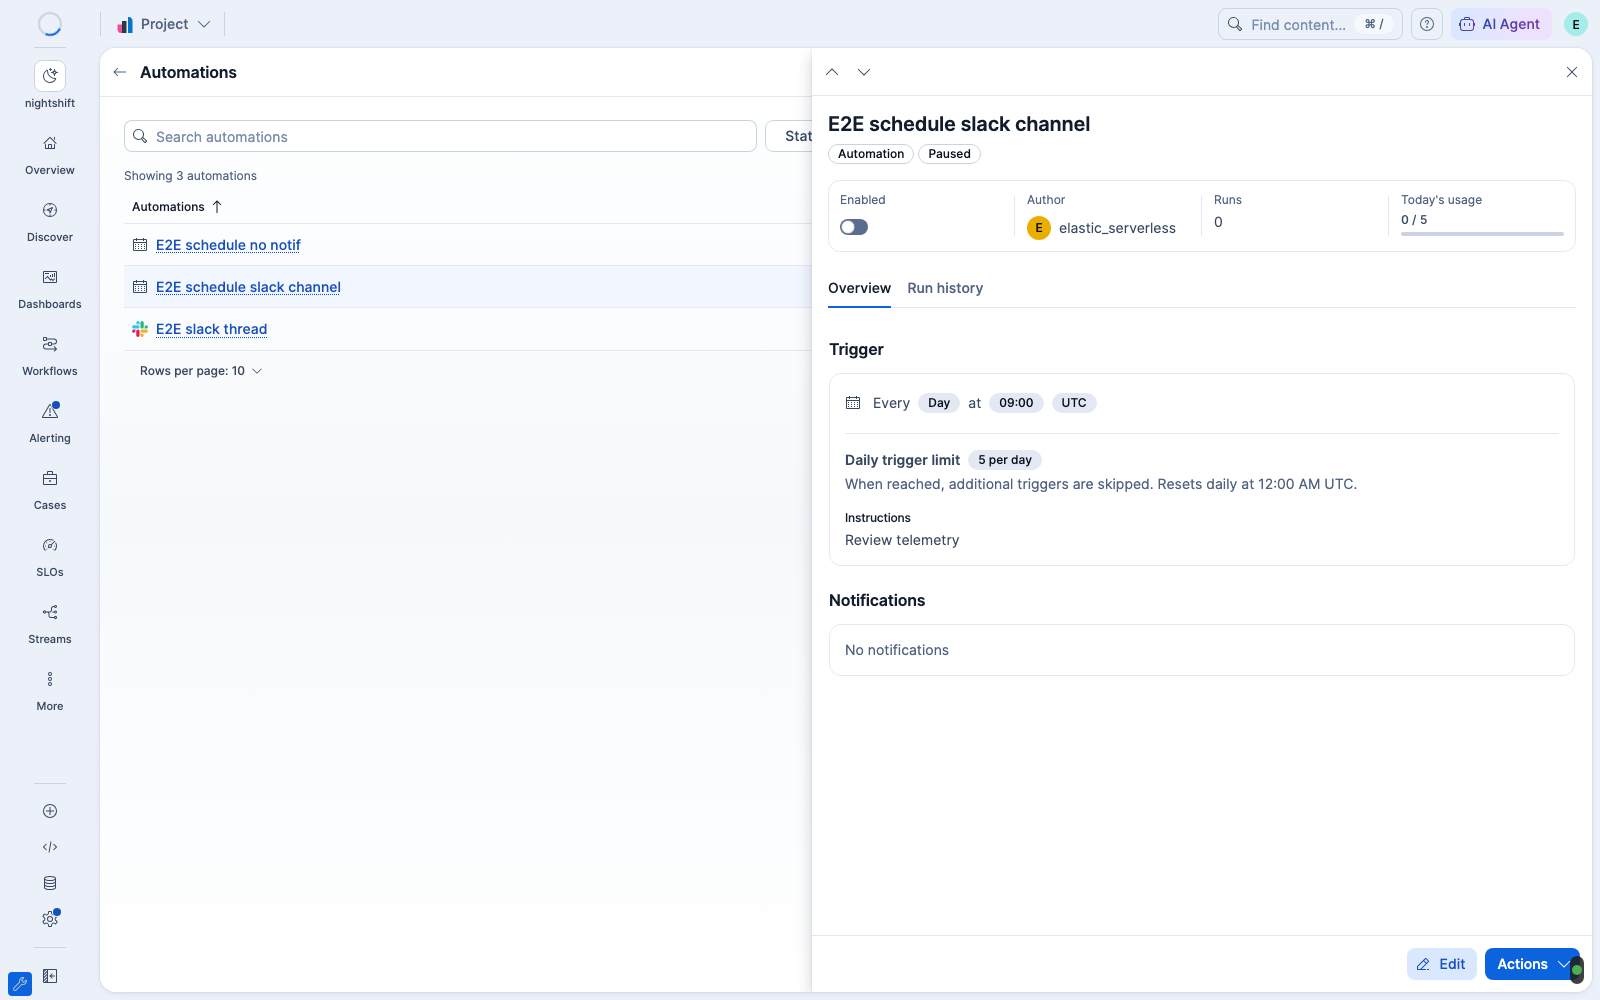 Project
Find content...
⌘ /
AI Agent
E
nightshift
Overview
Discover
Dashboards
Workflows
Alerting
Cases
SLOs
Streams
More
Automations
Search automations
Stat
Showing 3 automations
Automations
E2E schedule no notif
E2E schedule slack channel
E2E slack thread
Rows per page: 10
E2E schedule slack channel
Automation
Paused
Enabled
Author
E
elastic_serverless
Runs
0
Today's usage
0 / 5
Overview
Run history
Trigger
Every Day at 09:00 UTC
Daily trigger limit 5 per day
When reached, additional triggers are skipped. Resets daily at 12:00 AM UTC.
Instructions
Review telemetry
Notifications
No notifications
Edit
Actions